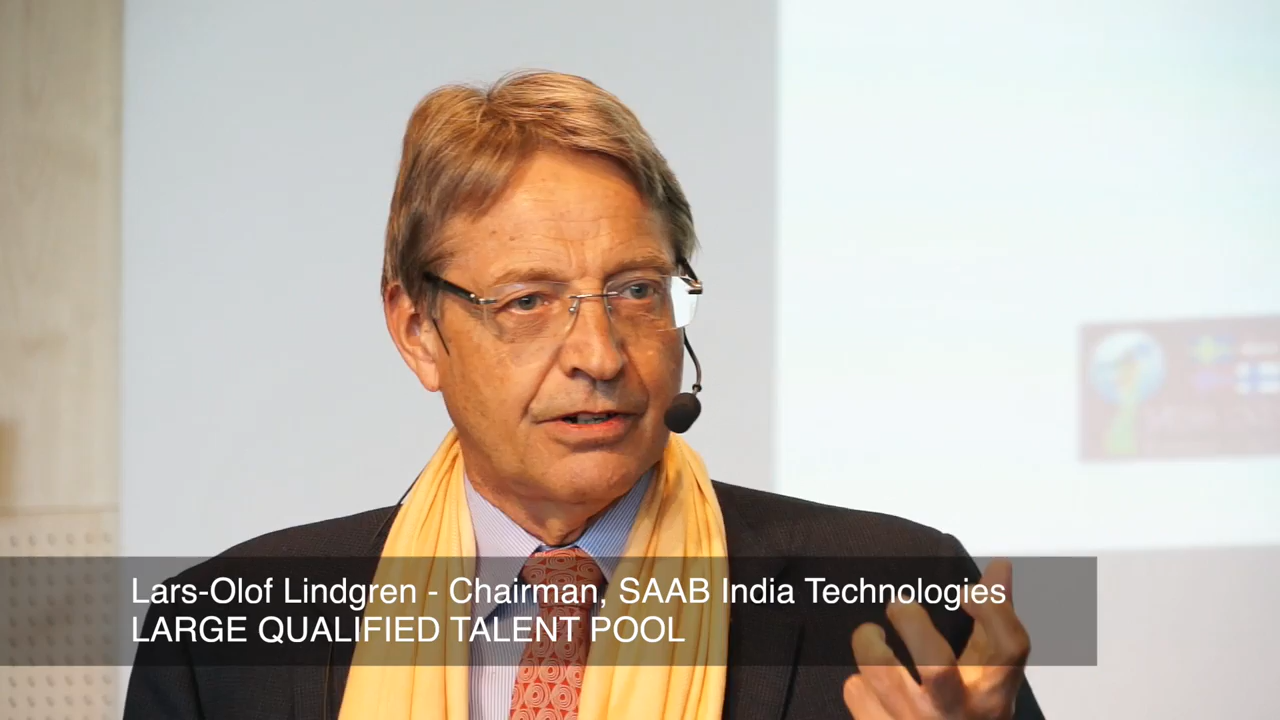 Lars-Olof Lindgren - Chairman, SAAB India Technologies
LARGE QUALIFIED TALENT POOL